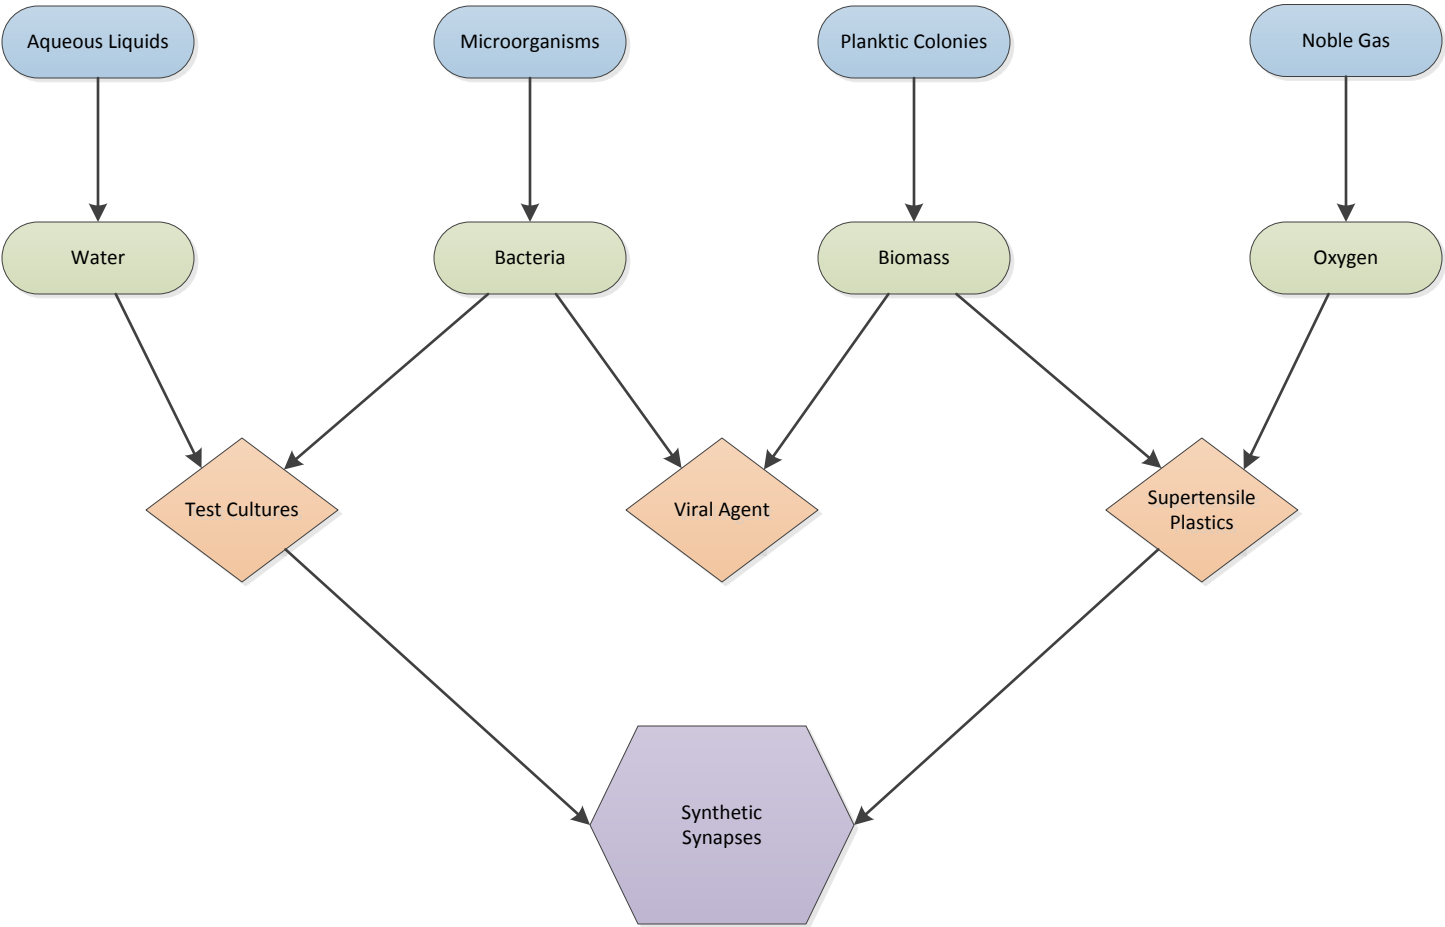 Aqueous Liquids
Microorganisms
Planktic Colonies
Noble Gas
Water
Bacteria
Biomass
Oxygen
Test Cultures
Viral Agent
Supertensile
Plastics
Synthetic
Synapses